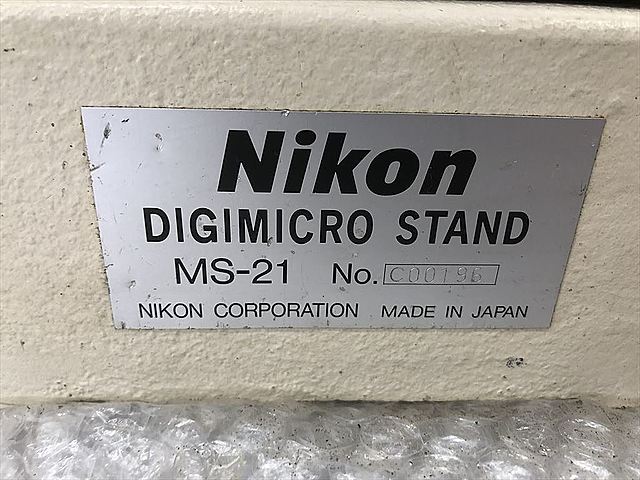 Nikon
DIGIMICRO STAND
MS-21 No. C00196
NIKON CORPORATION MADE IN JAPAN